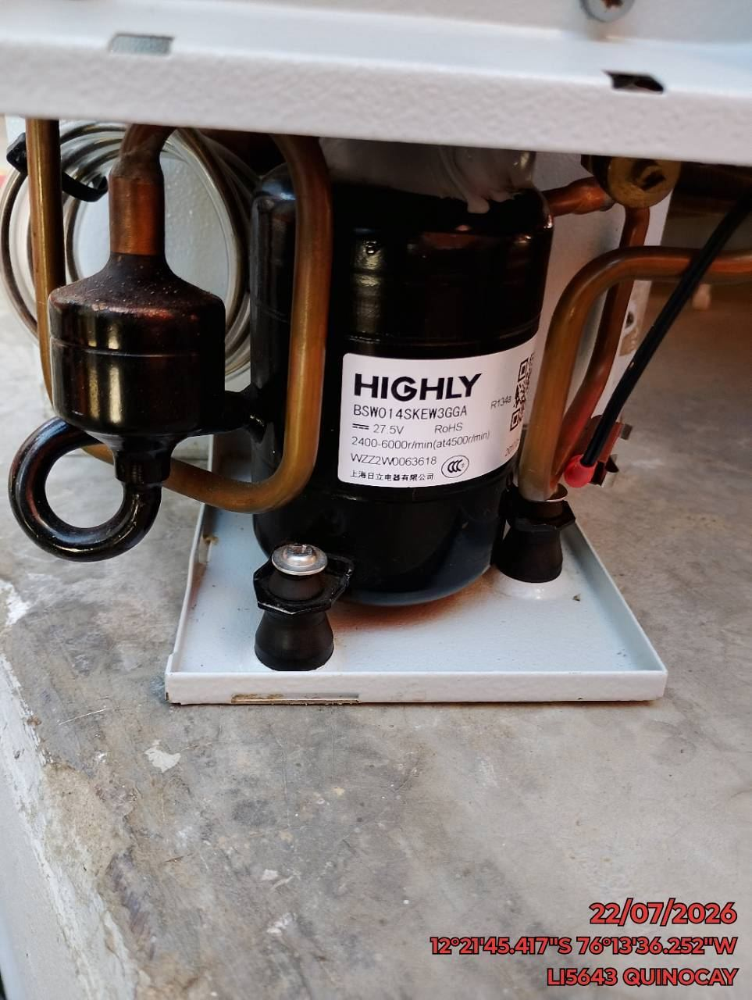 HIGHLY
BSW014SKEW3GGA
R134a
27.5V RoHS
2400-6000r/min(at4500r/min)
WZZ2W0063618
CCC
上海日立电器有限公司
22/07/2026
12°21'45.417"S 76°13'36.252"W
LI5643 QUINOCAY